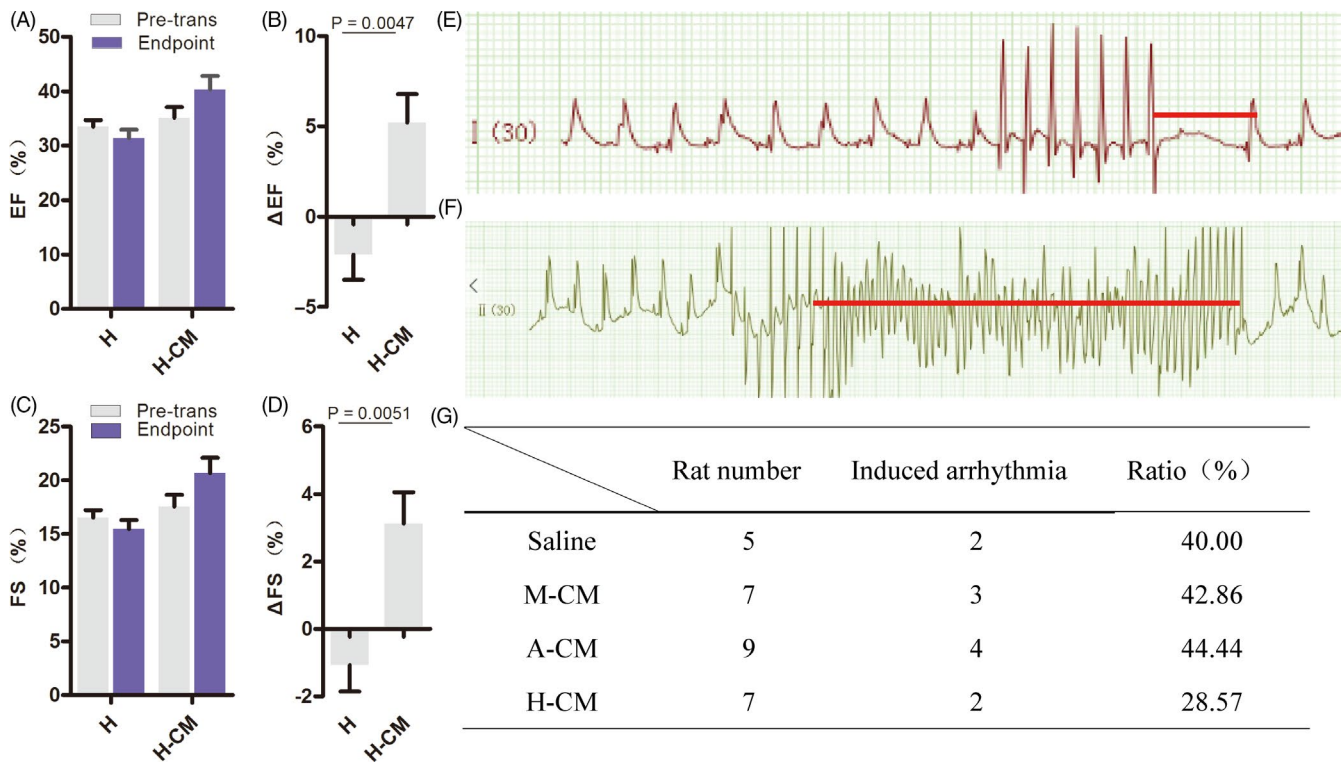 (A)
Pre-trans
Endpoint
EF (%)
50
40
30
20
10
0
H
H-CM
(B)
P = 0.0047
ΔEF (%)
10
5
0
−5
H
H-CM
(E)
II (30)
(F)
<
II (30)
(C)
Pre-trans
Endpoint
FS (%)
25
20
15
10
5
0
H
H-CM
(D)
P = 0.0051
ΔFS (%)
6
4
2
0
-2
H
H-CM
(G)
Rat number Induced arrhythmia Ratio (%)
Saline 5 2 40.00
M-CM 7 3 42.86
A-CM 9 4 44.44
H-CM 7 2 28.57